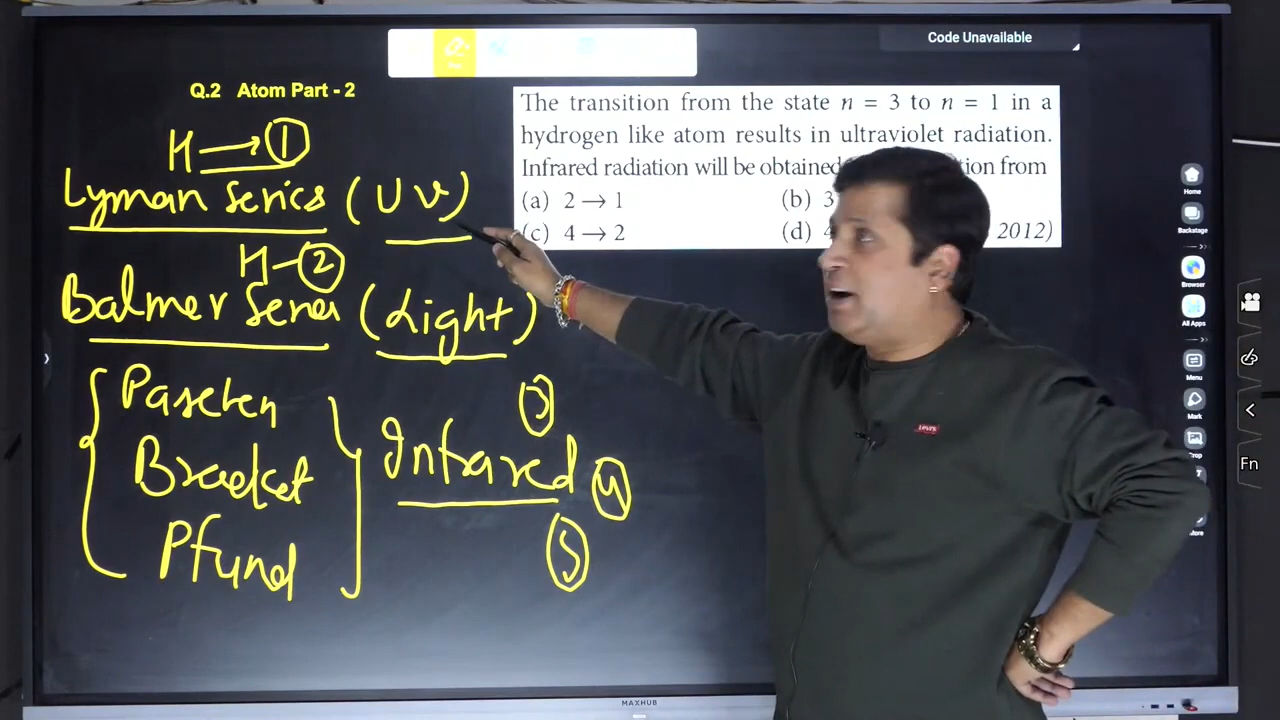 Code Unavailable
Q.2 Atom Part - 2
H → 1
Lyman Series (UV)
H - 2
Balmer Series (Light)
Paschen
Bracket
Pfund
Infrared
3
4
5
The transition from the state n = 3 to n = 1 in a
hydrogen like atom results in ultraviolet radiation.
Infrared radiation will be obtained from
(a) 2 → 1
(b) 3
(c) 4 → 2
(d) 4 2012)
LEVI'S
Home
Backstage
Browser
All Apps
Menu
Mark
Fn
MAXHUB